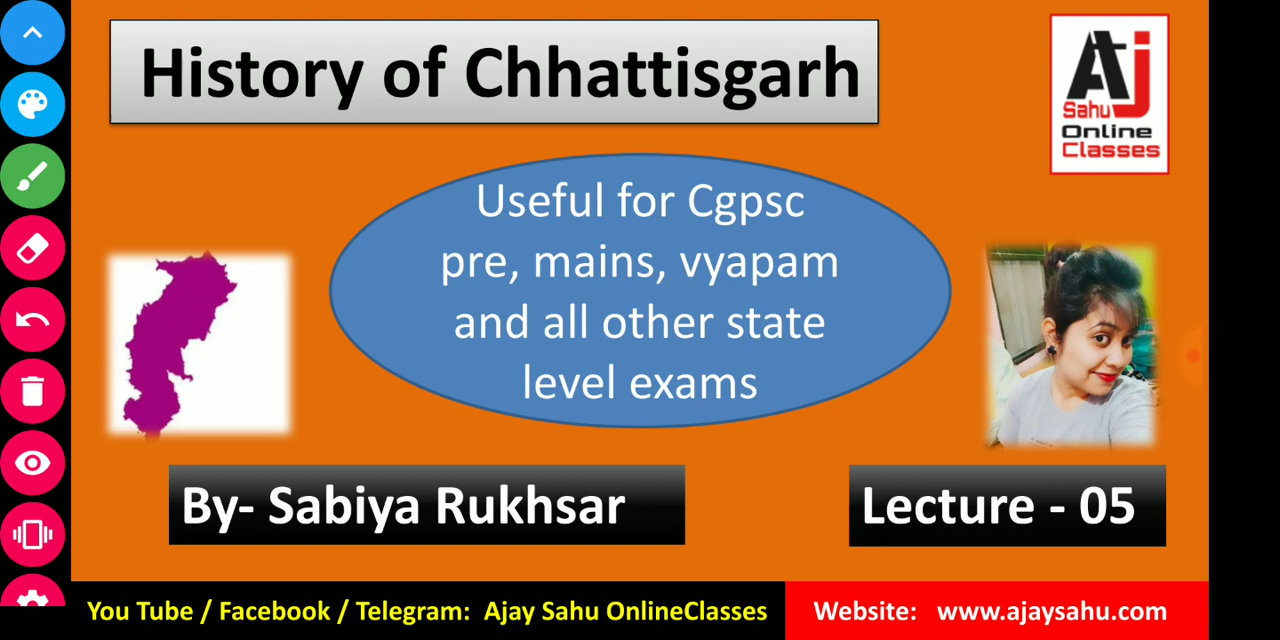 History of Chhattisgarh
Aj
Sahu
Online
Classes
Useful for Cgpsc
pre, mains, vyapam
and all other state
level exams
By- Sabiya Rukhsar
Lecture - 05
You Tube / Facebook / Telegram: Ajay Sahu OnlineClasses
Website: www.ajaysahu.com